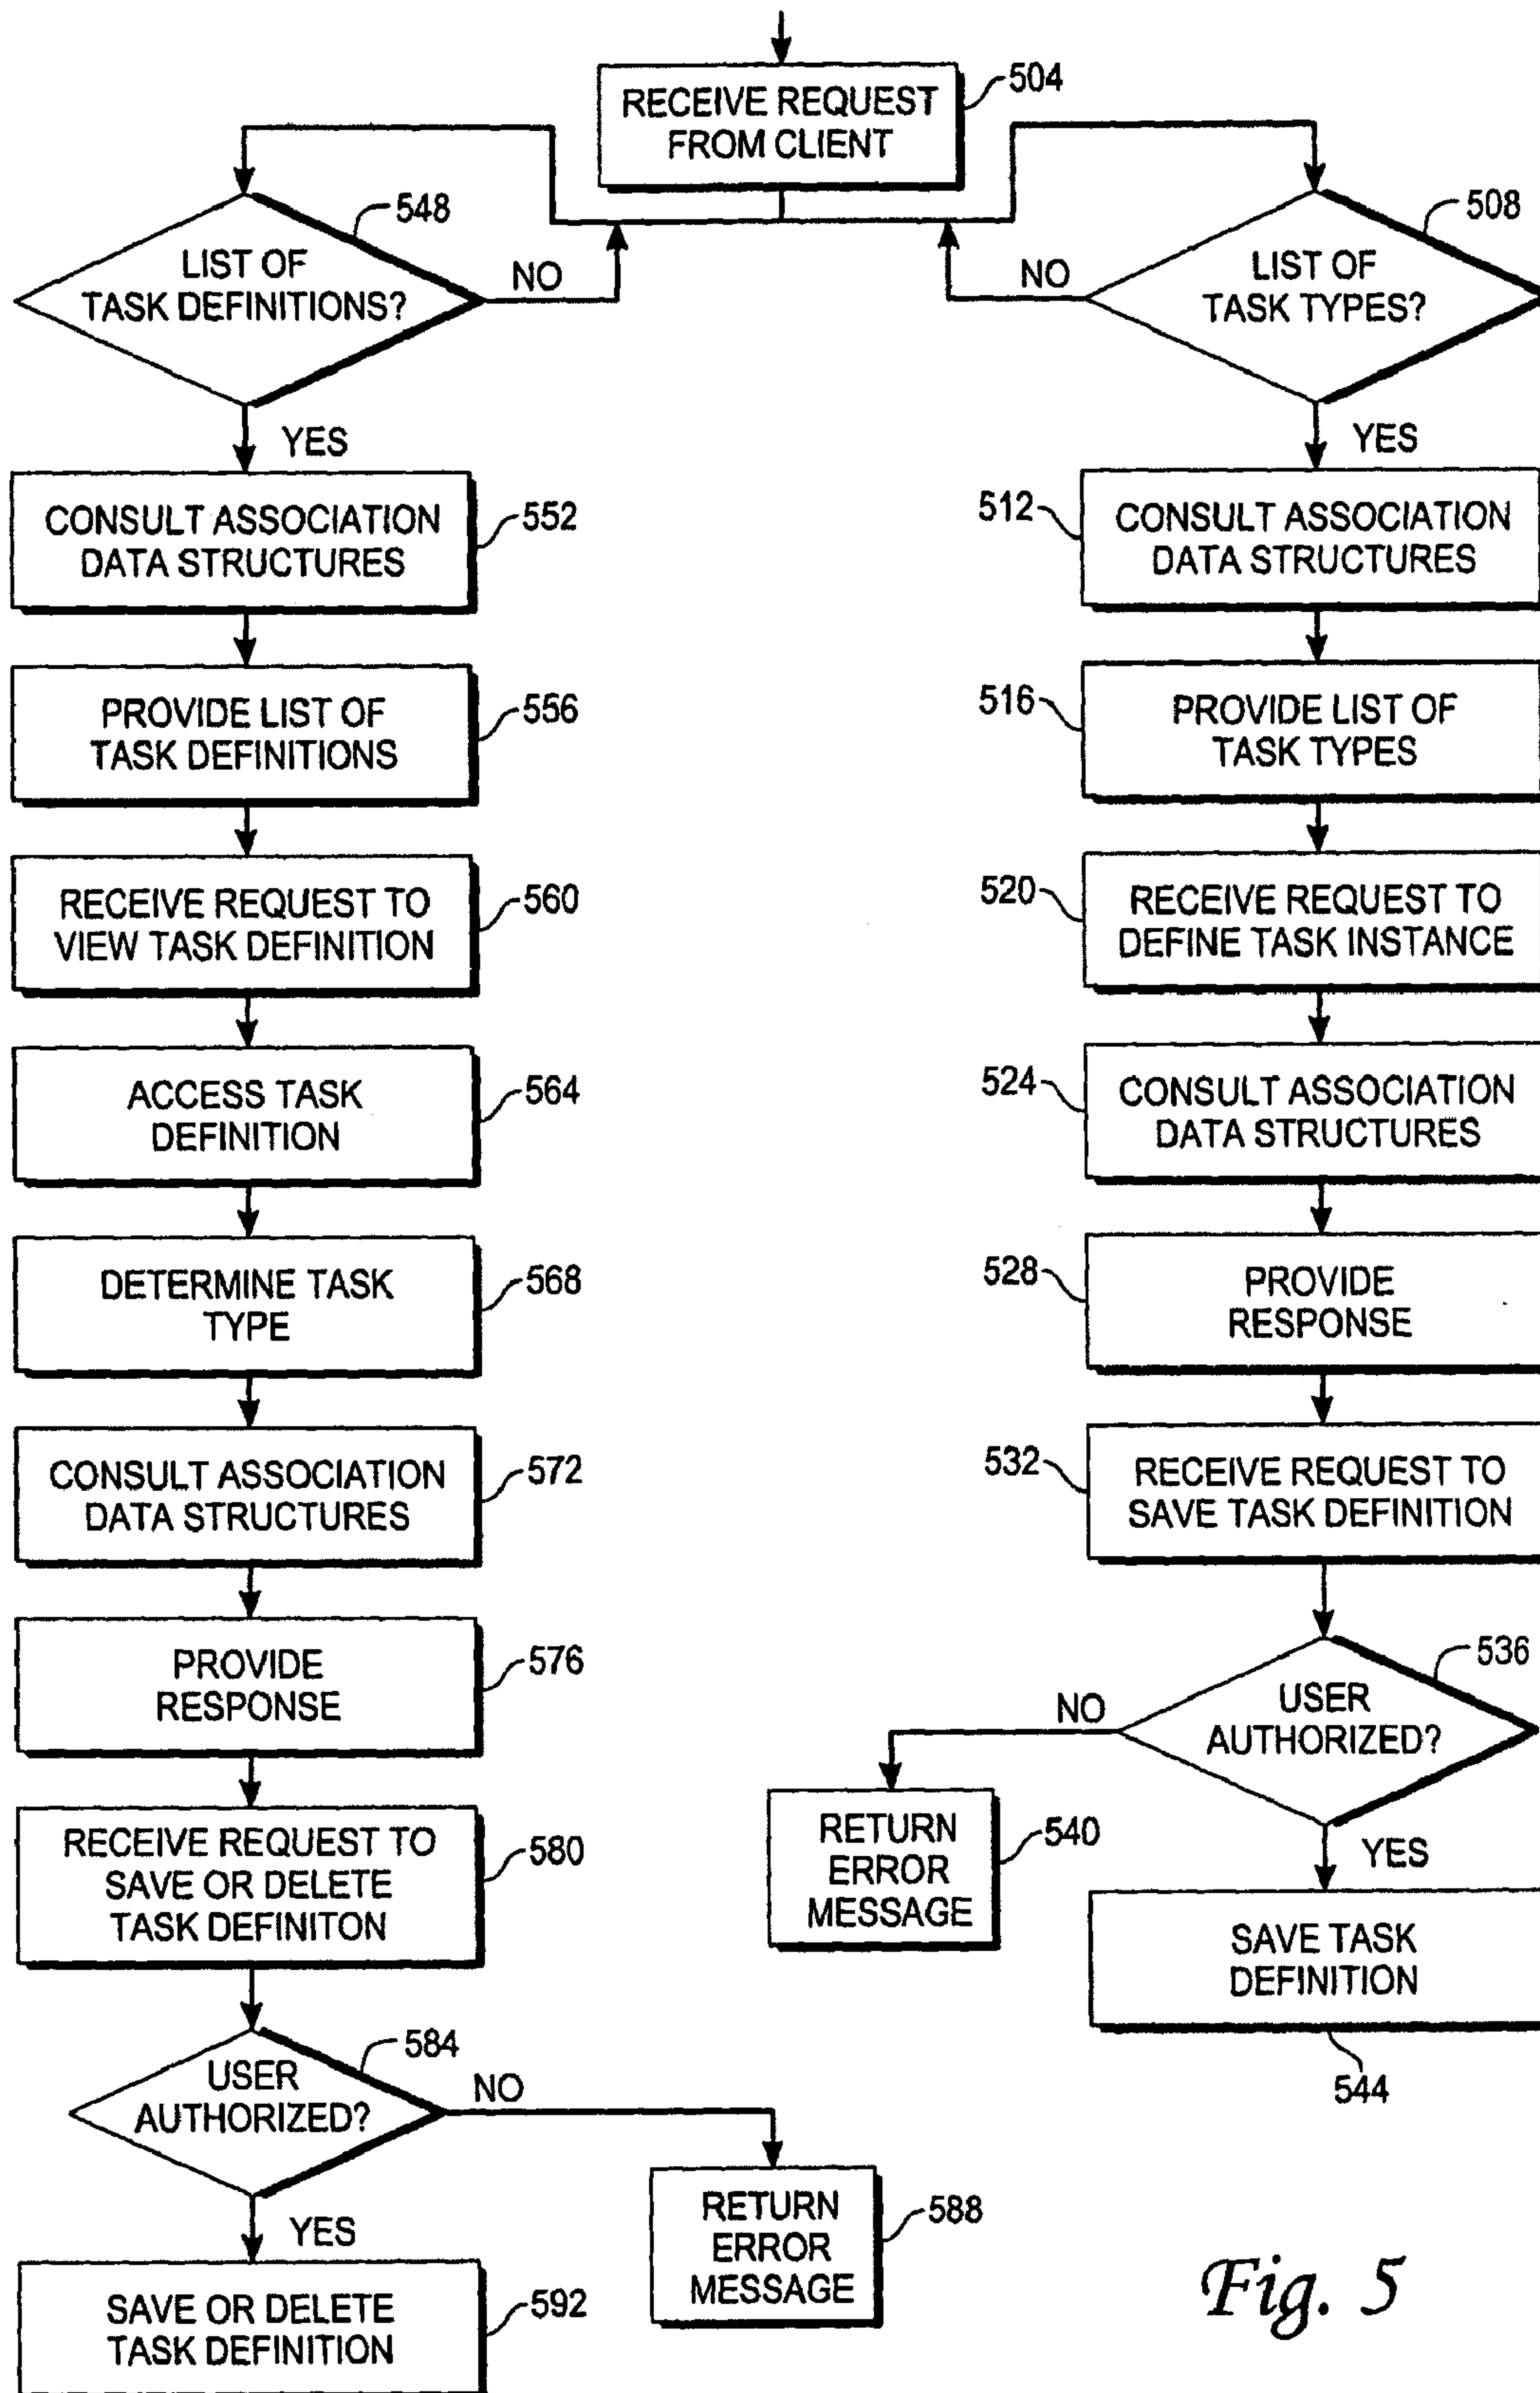 RECEIVE REQUEST
FROM CLIENT
504
LIST OF
TASK DEFINITIONS?
548
NO
YES
CONSULT ASSOCIATION
DATA STRUCTURES
552
PROVIDE LIST OF
TASK DEFINITIONS
556
RECEIVE REQUEST TO
VIEW TASK DEFINITION
560
ACCESS TASK
DEFINITION
564
DETERMINE TASK
TYPE
568
CONSULT ASSOCIATION
DATA STRUCTURES
572
PROVIDE
RESPONSE
576
RECEIVE REQUEST TO
SAVE OR DELETE
TASK DEFINITON
580
USER
AUTHORIZED?
584
NO
RETURN
ERROR
MESSAGE
588
YES
SAVE OR DELETE
TASK DEFINITION
592
LIST OF
TASK TYPES?
508
NO
YES
CONSULT ASSOCIATION
DATA STRUCTURES
512
PROVIDE LIST OF
TASK TYPES
516
RECEIVE REQUEST TO
DEFINE TASK INSTANCE
520
CONSULT ASSOCIATION
DATA STRUCTURES
524
PROVIDE
RESPONSE
528
RECEIVE REQUEST TO
SAVE TASK DEFINITION
532
USER
AUTHORIZED?
536
NO
RETURN
ERROR
MESSAGE
540
YES
SAVE TASK
DEFINITION
544
Fig. 5